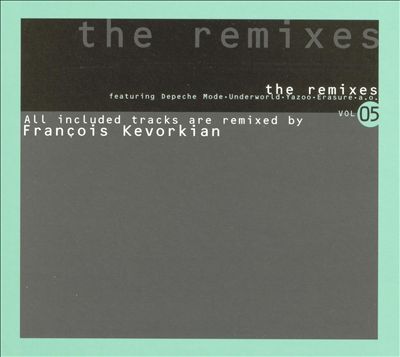 the remixes
the remixes
featuring Depeche Mode·Underworld·Yazoo·Erasure·a.o.
VOL 05
All included tracks are remixed by
François Kevorkian